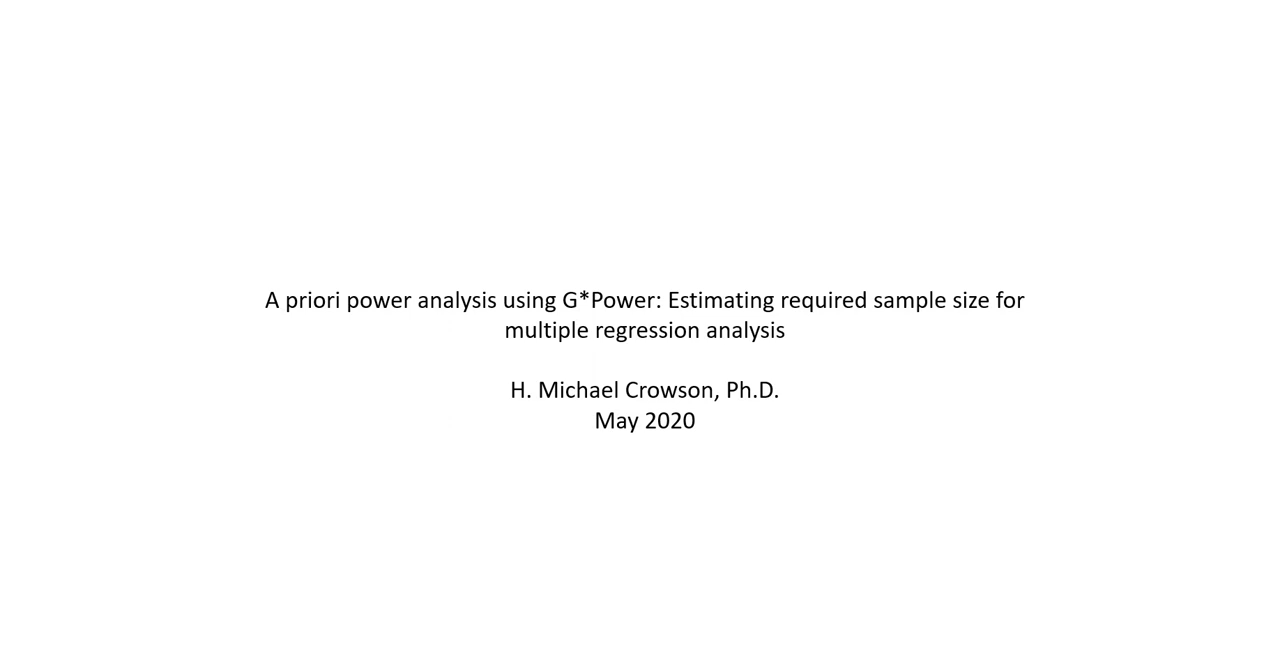 A priori power analysis using G*Power: Estimating required sample size for
multiple regression analysis
H. Michael Crowson, Ph.D.
May 2020